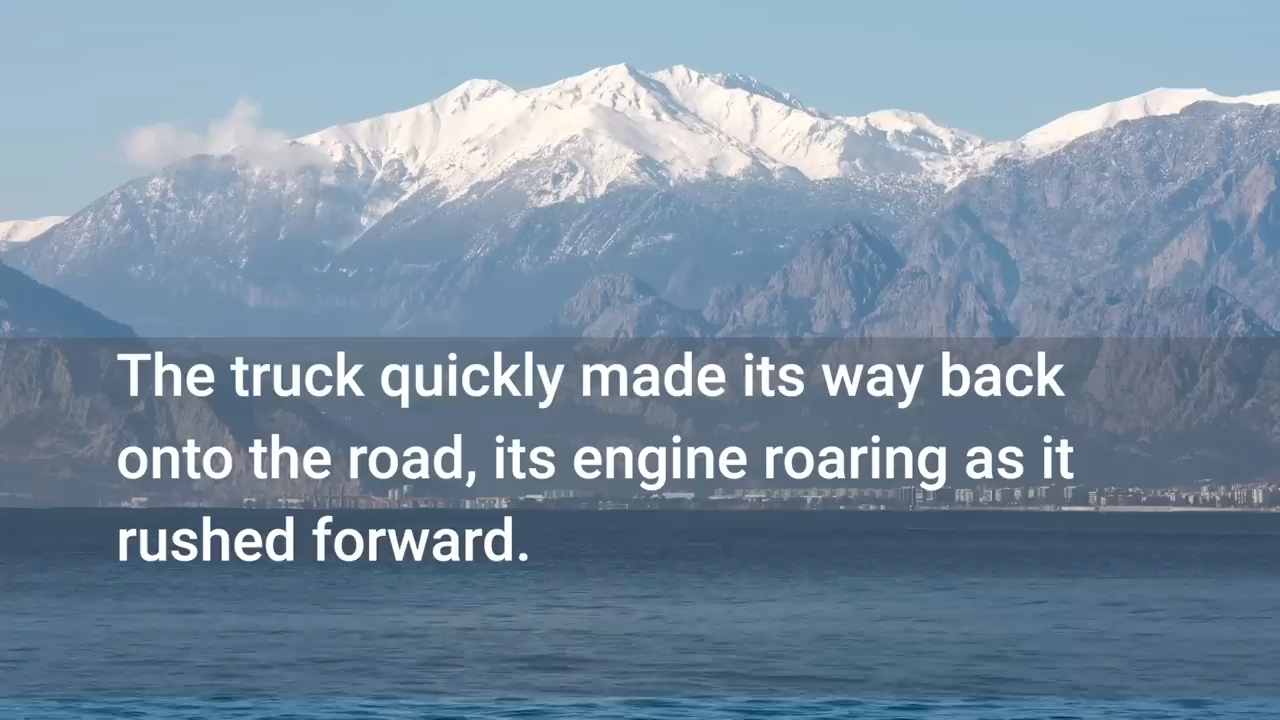 The truck quickly made its way back
onto the road, its engine roaring as it
rushed forward.